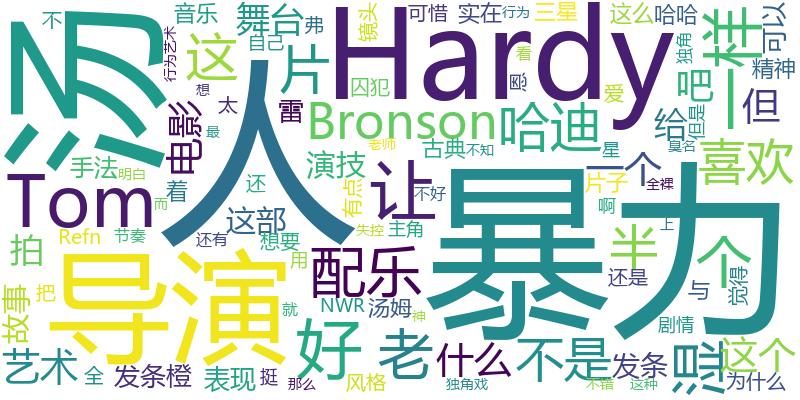 汤
人
暴力
导演
Hardy
Tom
Bronson
哈迪
一样
喜欢
这
片
舞台
音乐
不
弗
自己
行为艺术
想
太
雷
电影
手法
明白
着
还
最
镜头
可惜
实在
行为
三星
这么
哈哈
看
独角
可以
精神
吧
但
恩
爱
给
但是
莫名
囚犯
演技
古典
老师
不知
星
一个
片子
全裸
让
有点
不好
啊
上
拍
Refn
节奏
而
这部
还有
想要
失控
用
主角
半
个
觉得
与
还是
剧情
故事
把
就
配乐
NWR
汤姆
神
好
老
什么
不是
发条
混
这个
为什么
艺术
全
发条橙
表现
挺
那么
风格
独角戏
不错
这种